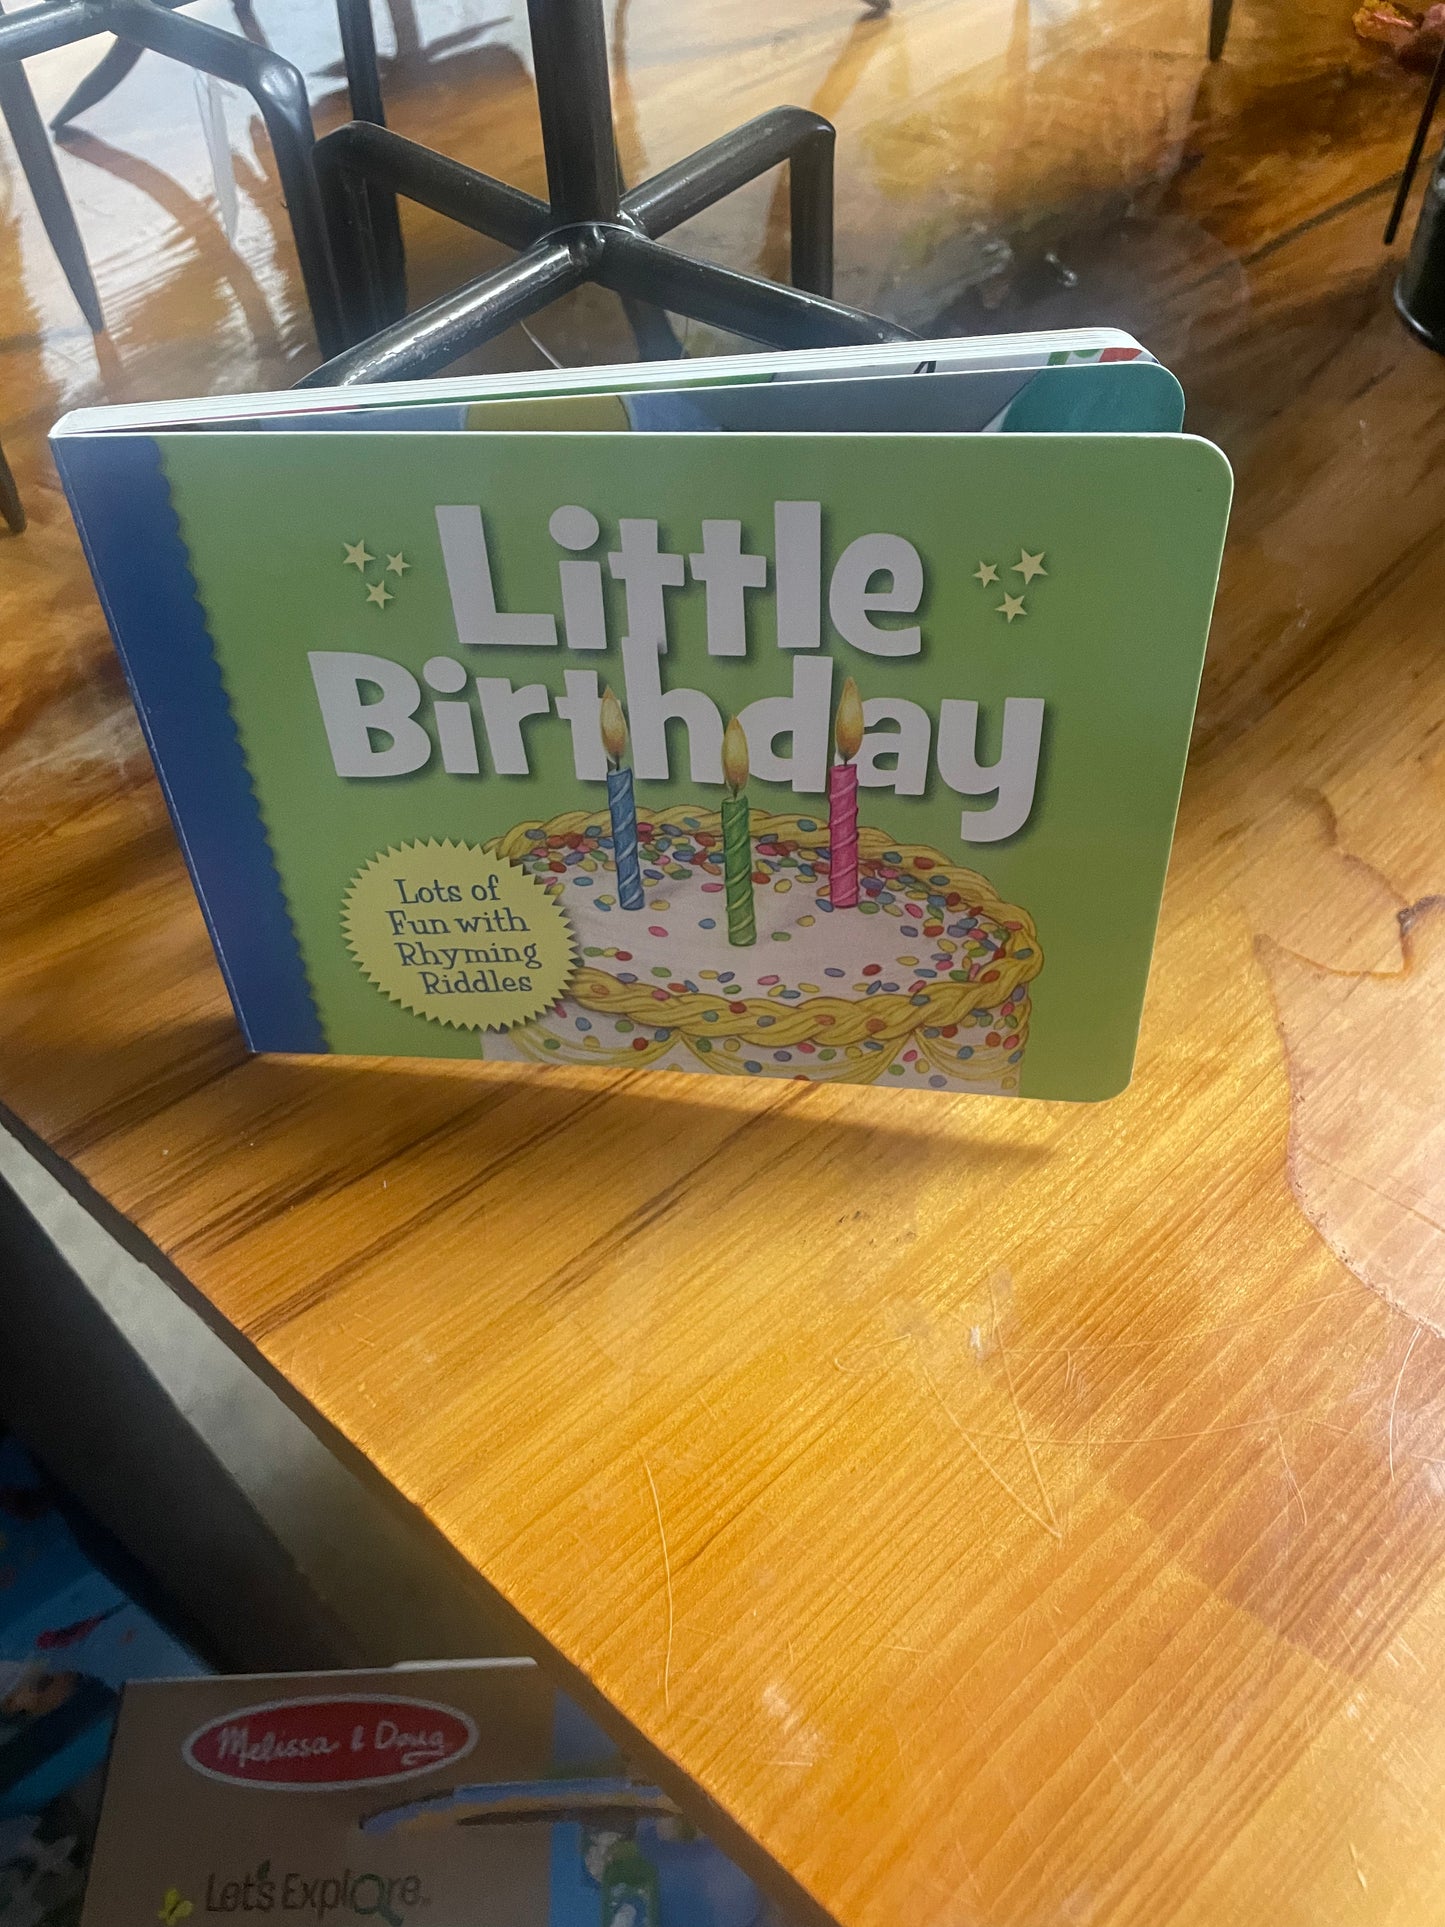 Little
Birthday
Lots of
Fun with
Rhyming
Riddles
Melissa & Doug
Let's Explore